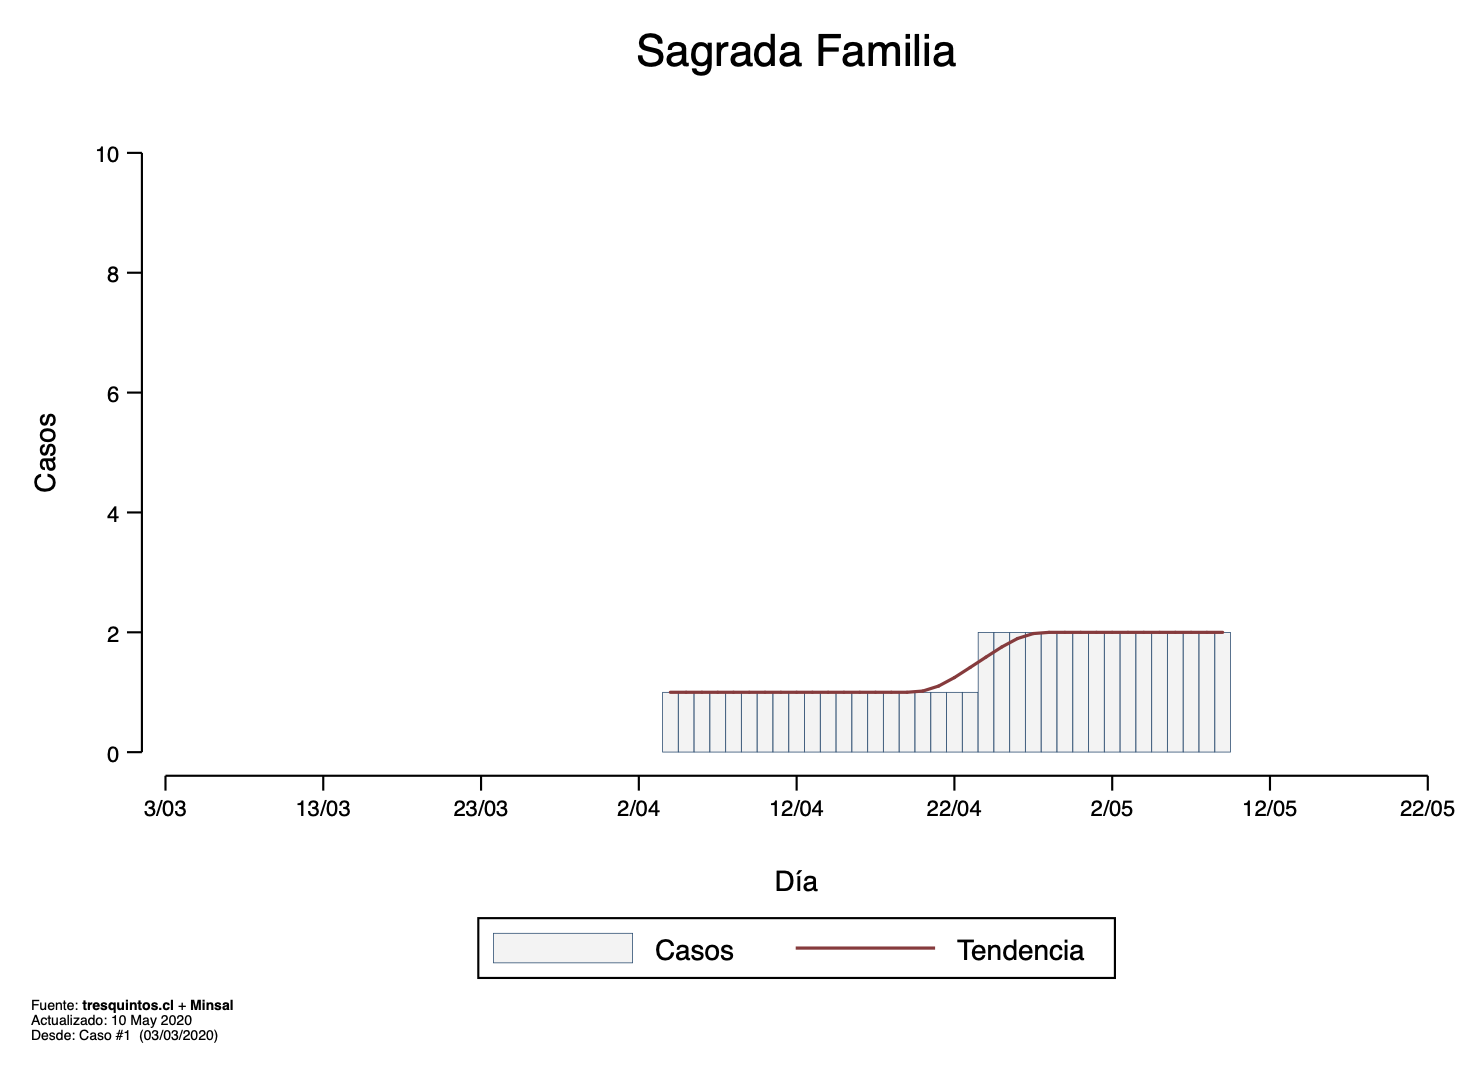 Sagrada Familia
10
8
6
4
2
0
Casos
3/03 13/03 23/03 2/04 12/04 22/04 2/05 12/05 22/05
Día
Casos Tendencia
Fuente: tresquintos.cl + Minsal
Actualizado: 10 May 2020
Desde: Caso #1 (03/03/2020)